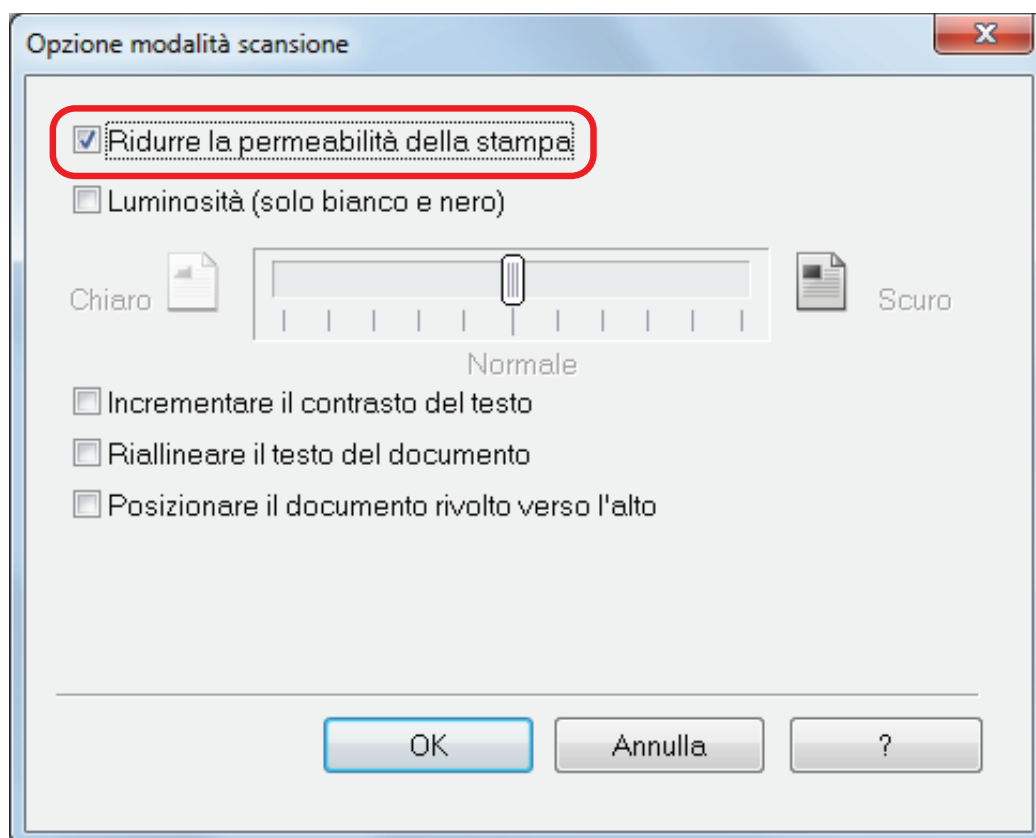 Opzione modalità scansione
Ridurre la permeabilità della stampa
Luminosità (solo bianco e nero)
Chiaro Scuro
Normale
Incrementare il contrasto del testo
Riallineare il testo del documento
Posizionare il documento rivolto verso l'alto
OK Annulla ?